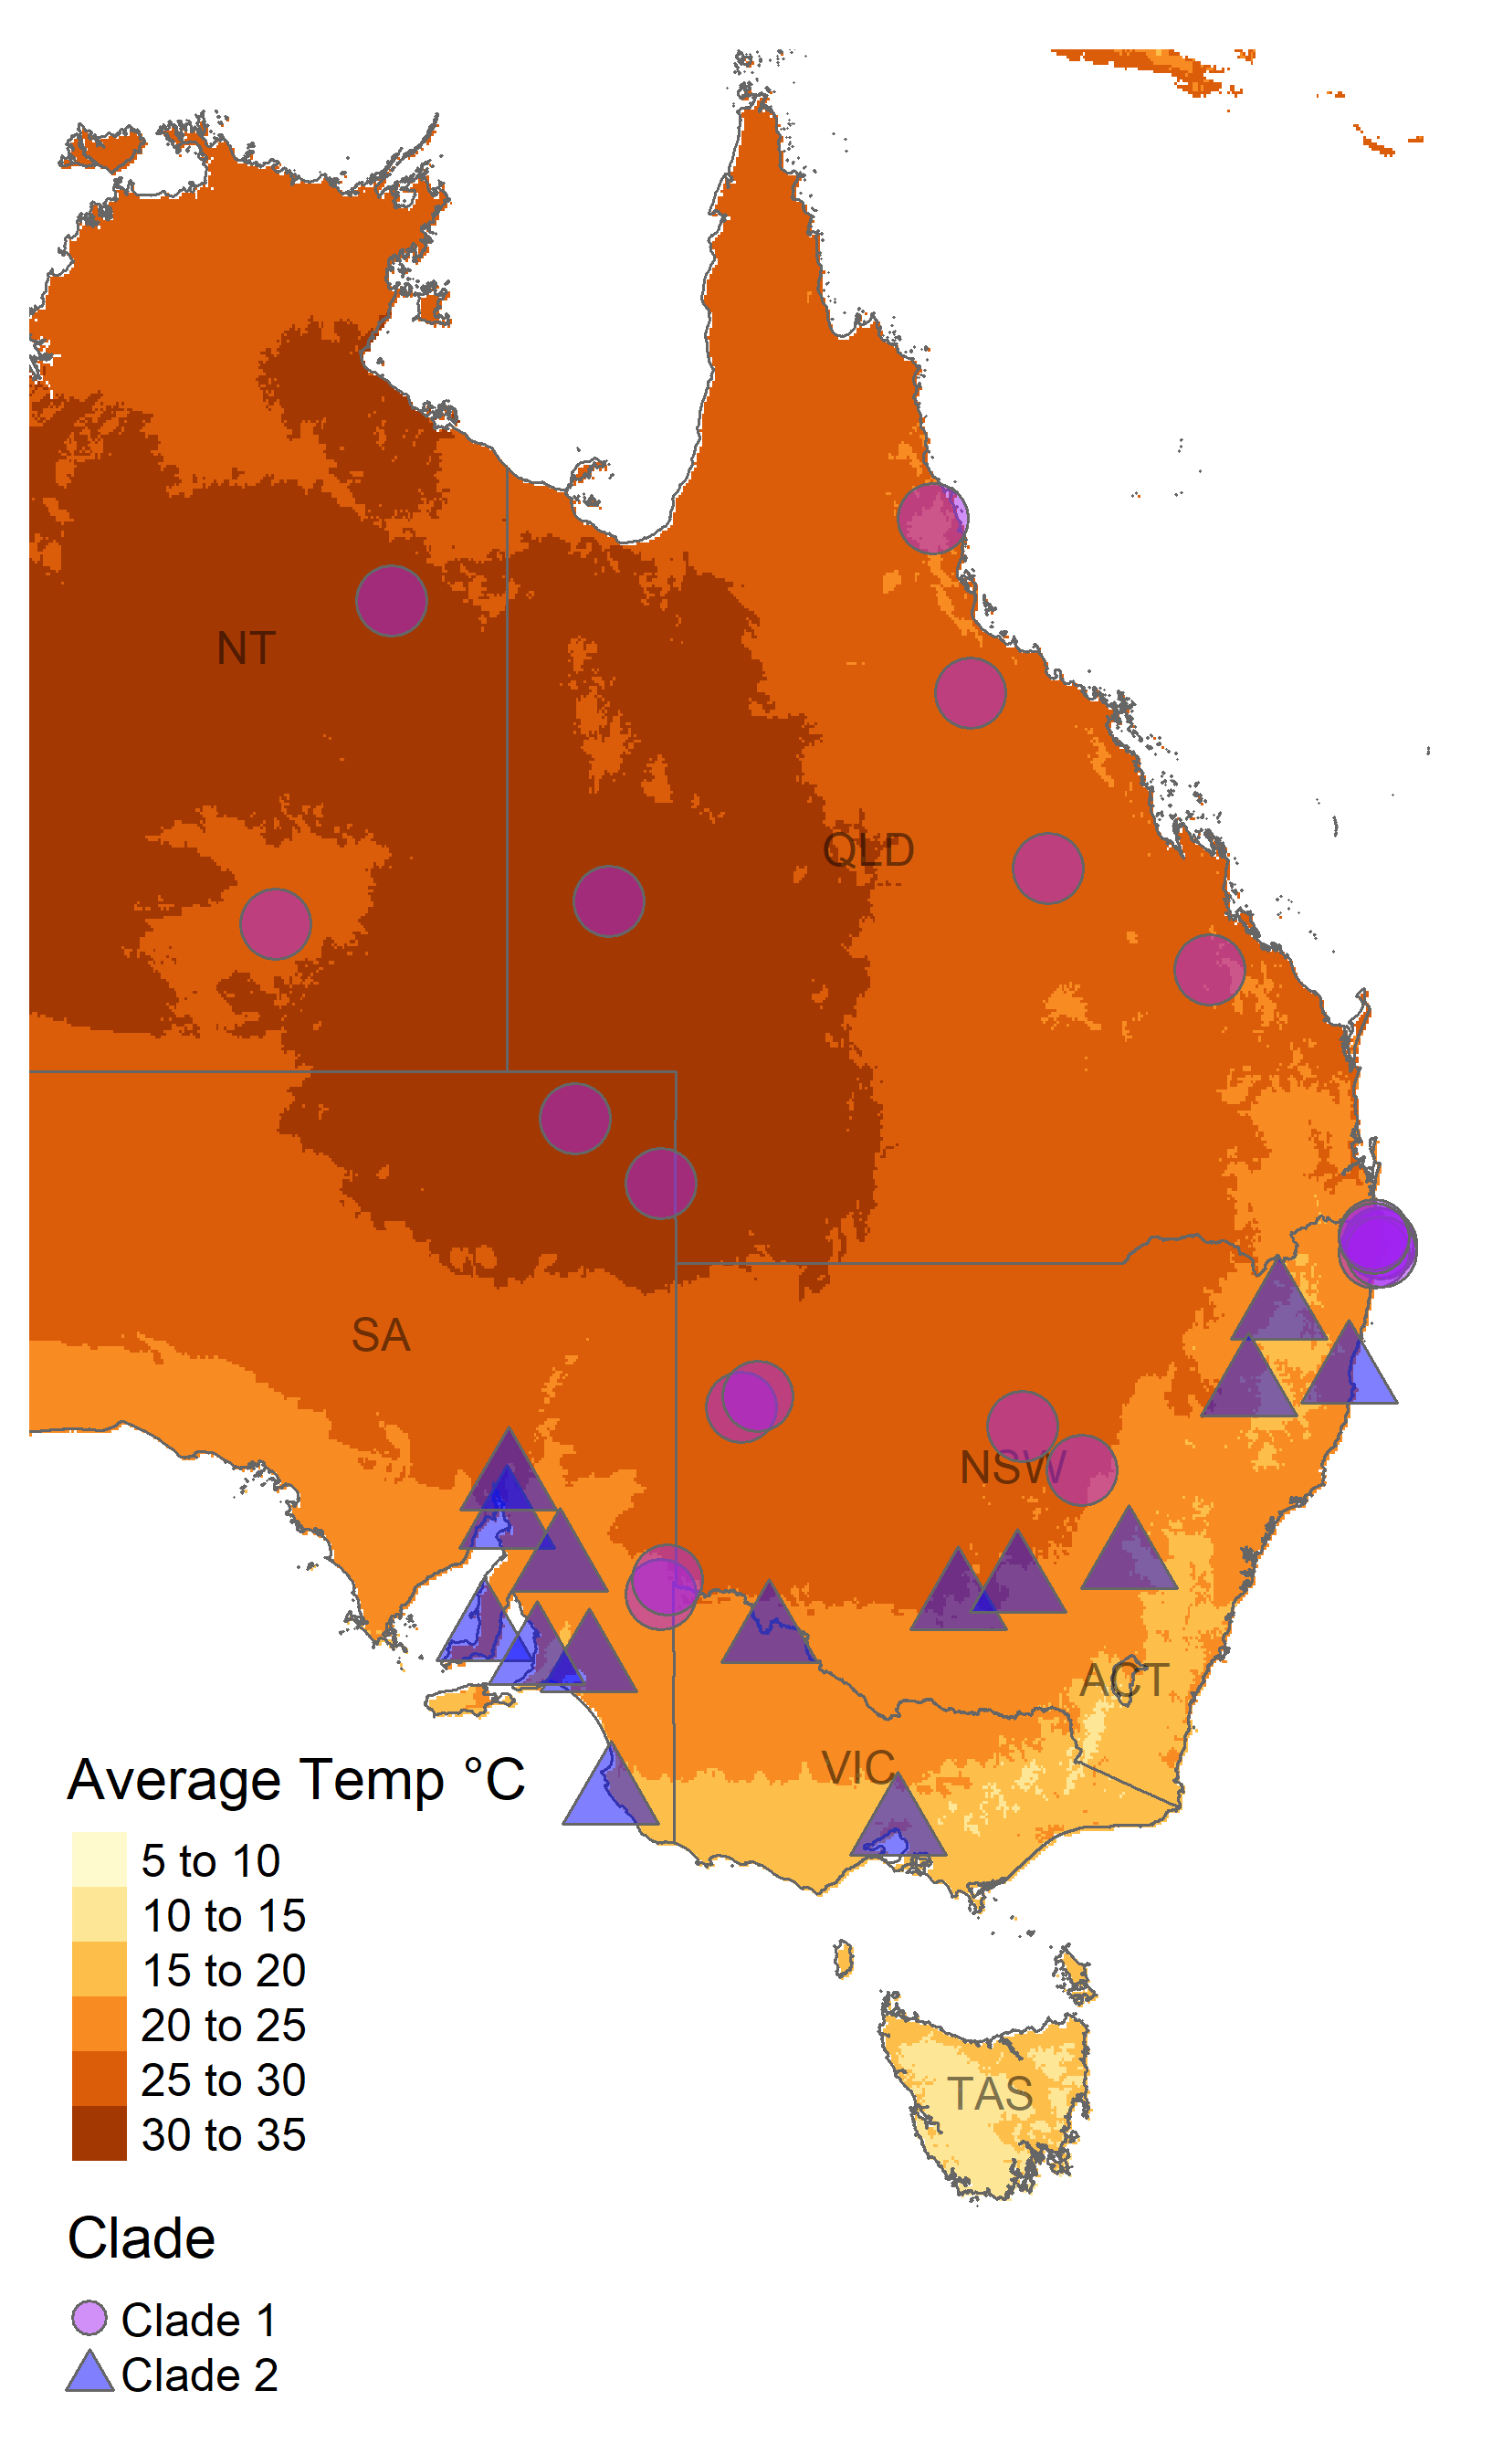 NT
QLD
SA
NSW
ACT
VIC
TAS
Average Temp °C
5 to 10
10 to 15
15 to 20
20 to 25
25 to 30
30 to 35
Clade
Clade 1
Clade 2